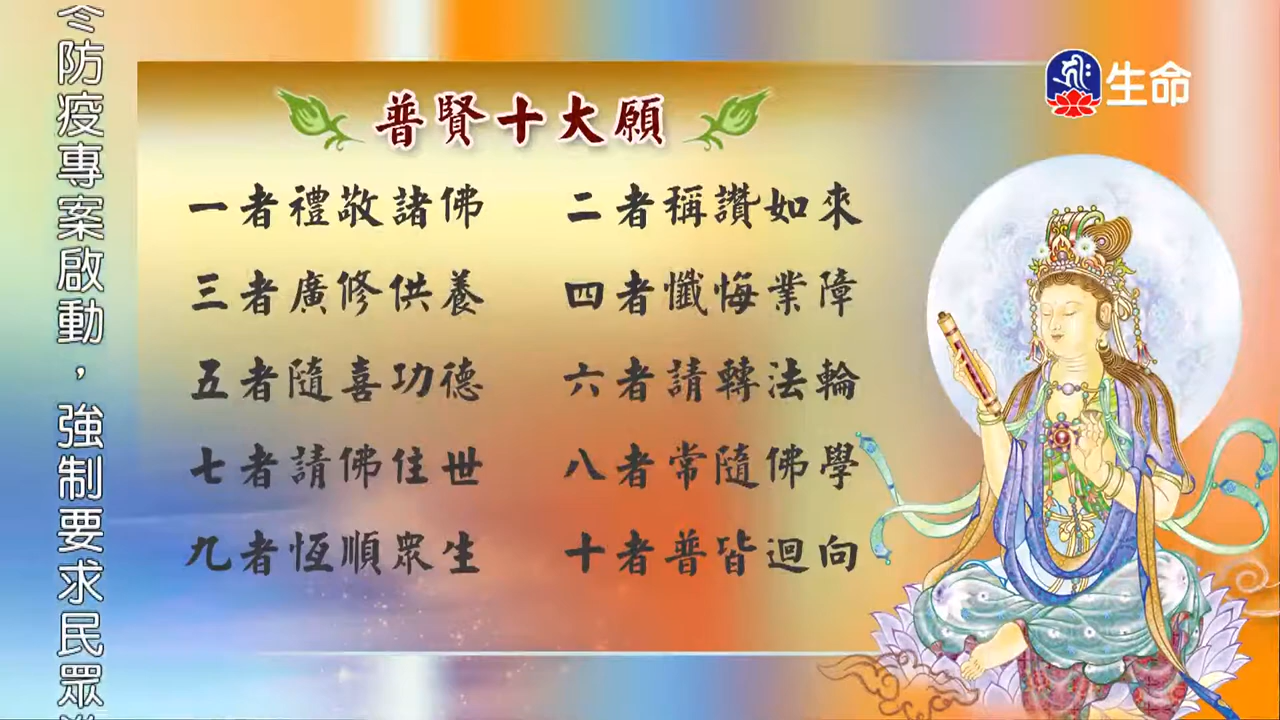 普賢十大願
一者禮敬諸佛
二者稱讚如來
三者廣修供養
四者懺悔業障
五者隨喜功德
六者請轉法輪
七者請佛住世
八者常隨佛學
九者恆順眾生
十者普皆迴向
生命
防疫專案啟動，強制要求民眾